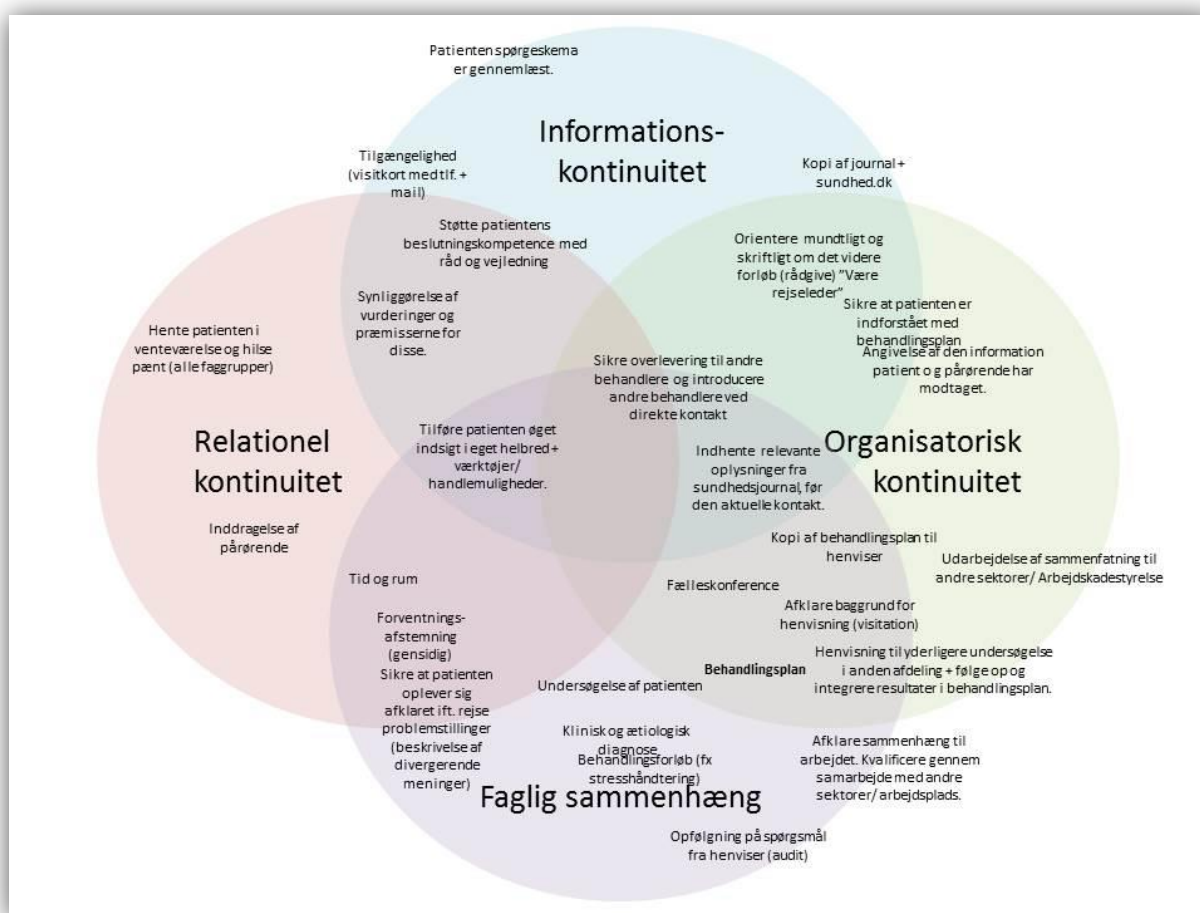 Patienten spørgeskema
er gennemlæst.
Informations-
kontinuitet
Tilgængelighed
(visitkort med tlf. +
mail)
Kopi af journal +
sundhed.dk
Støtte patientens
beslutningskompetence med
råd og vejledning
Orientere mundtligt og
skriftligt om det videre
forløb (rådgive) "Være
rejseleder"
Synliggørelse af
vurderinger og
præmisserne for
disse.
Sikre at patienten er
indforstået med
behandlingsplan
Hente patienten i
venteværelse og hilse
pænt (alle faggrupper)
Angivelse af den information
patient og pårørende har
modtaget.
Sikre overlevering til andre
behandlere og introducere
andre behandlere ved
direkte kontakt
Relationel
kontinuitet
Tilføre patienten øget
indsigt i eget helbred +
værktøjer/
handlemuligheder.
Indhente relevante
oplysninger fra
sundhedsjournal, før
den aktuelle kontakt.
Organisatorisk
kontinuitet
Inddragelse af
pårørende
Kopi af behandlingsplan til
henviser
Udarbejdelse af sammenfatning til
andre sektorer/ Arbejdskadestyrelse
Tid og rum
Fælleskonference
Afklare baggrund for
henvisning (visitation)
Forventnings-
afstemning
(gensidig)
Sikre at patienten
oplever sig
afklaret ift. rejse
problemstillinger
(beskrivelse af
divergerende
meninger)
Behandlingsplan
Henvisning til yderligere undersøgelse
i anden afdeling + følge op og
integrere resultater i behandlingsplan.
Undersøgelse af patienten
Klinisk og ætiologisk
diagnose
Behandlingsforløb (fx
stresshåndtering)
Afklare sammenhæng til
arbejdet. Kvalificere gennem
samarbejde med andre
sektorer/ arbejdsplads.
Faglig sammenhæng
Opfølgning på spørgsmål
fra henviser (audit)